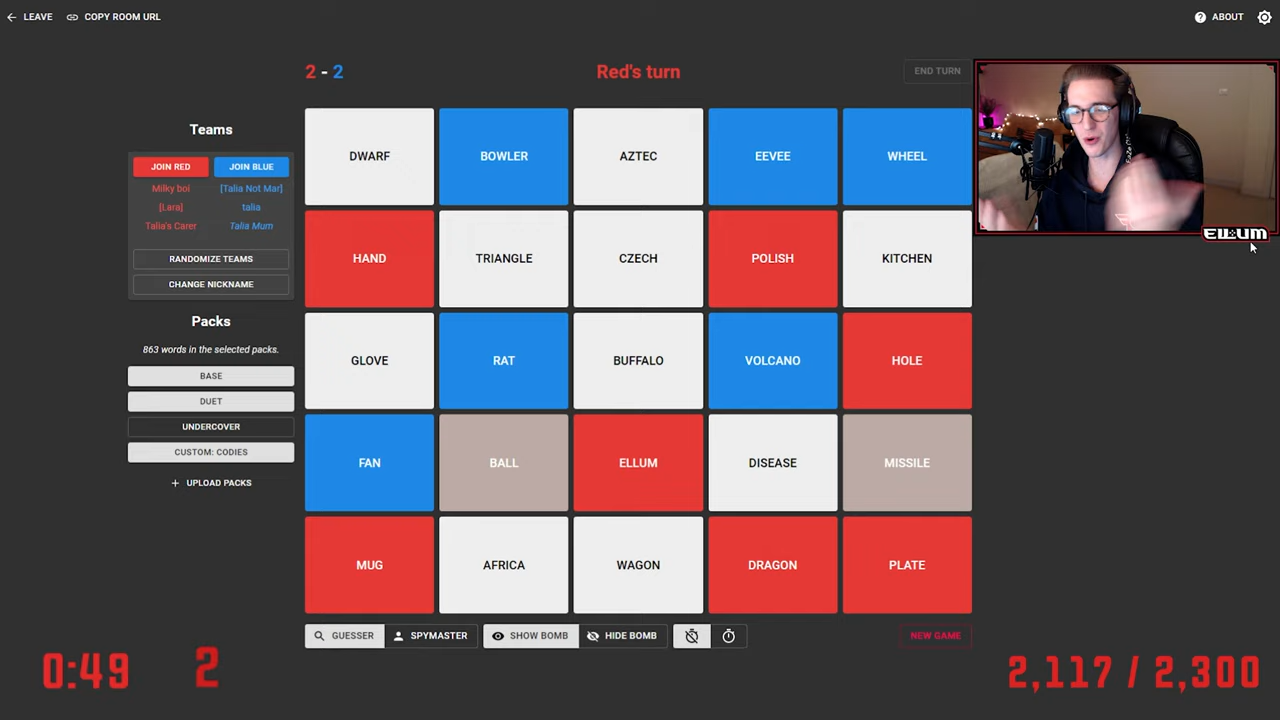 LEAVE COPY ROOM URL ABOUT
2 - 2 Red's turn END TURN
Teams
JOIN RED JOIN BLUE
Milky boi [Talia Not Mar]
[Lara] talia
Talia's Carer Talia Mum
RANDOMIZE TEAMS
CHANGE NICKNAME
Packs
863 words in the selected packs.
BASE
DUET
UNDERCOVER
CUSTOM: CODIES
+ UPLOAD PACKS
DWARF BOWLER AZTEC EEVEE WHEEL
HAND TRIANGLE CZECH POLISH KITCHEN
GLOVE RAT BUFFALO VOLCANO HOLE
FAN BALL ELLUM DISEASE MISSILE
MUG AFRICA WAGON DRAGON PLATE
GUESSER SPYMASTER SHOW BOMB HIDE BOMB NEW GAME
ELLUM
0:49 2 2,117 / 2,300